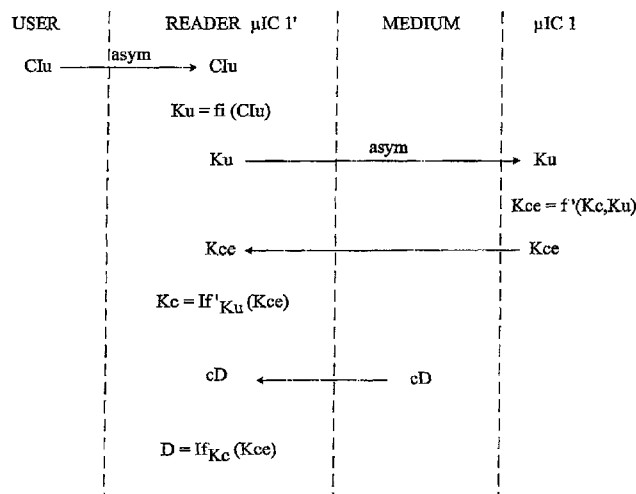 USER READER µIC 1' MEDIUM µIC 1
CIu asym CIu
Ku = fi (CIu)
Ku asym Ku
Kce = f'(Kc,Ku)
Kce Kce
Kc = If'Ku (Kce)
cD cD
D = IfKc (Kce)